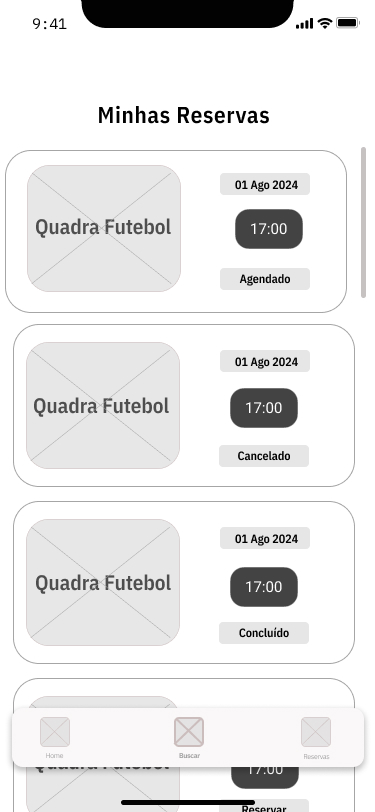 9:41
Minhas Reservas
Quadra Futebol
01 Ago 2024
17:00
Agendado
Quadra Futebol
01 Ago 2024
17:00
Cancelado
Quadra Futebol
01 Ago 2024
17:00
Concluído
Home
Buscar
Reservas
Quadra Futebol
17:00
Reservar